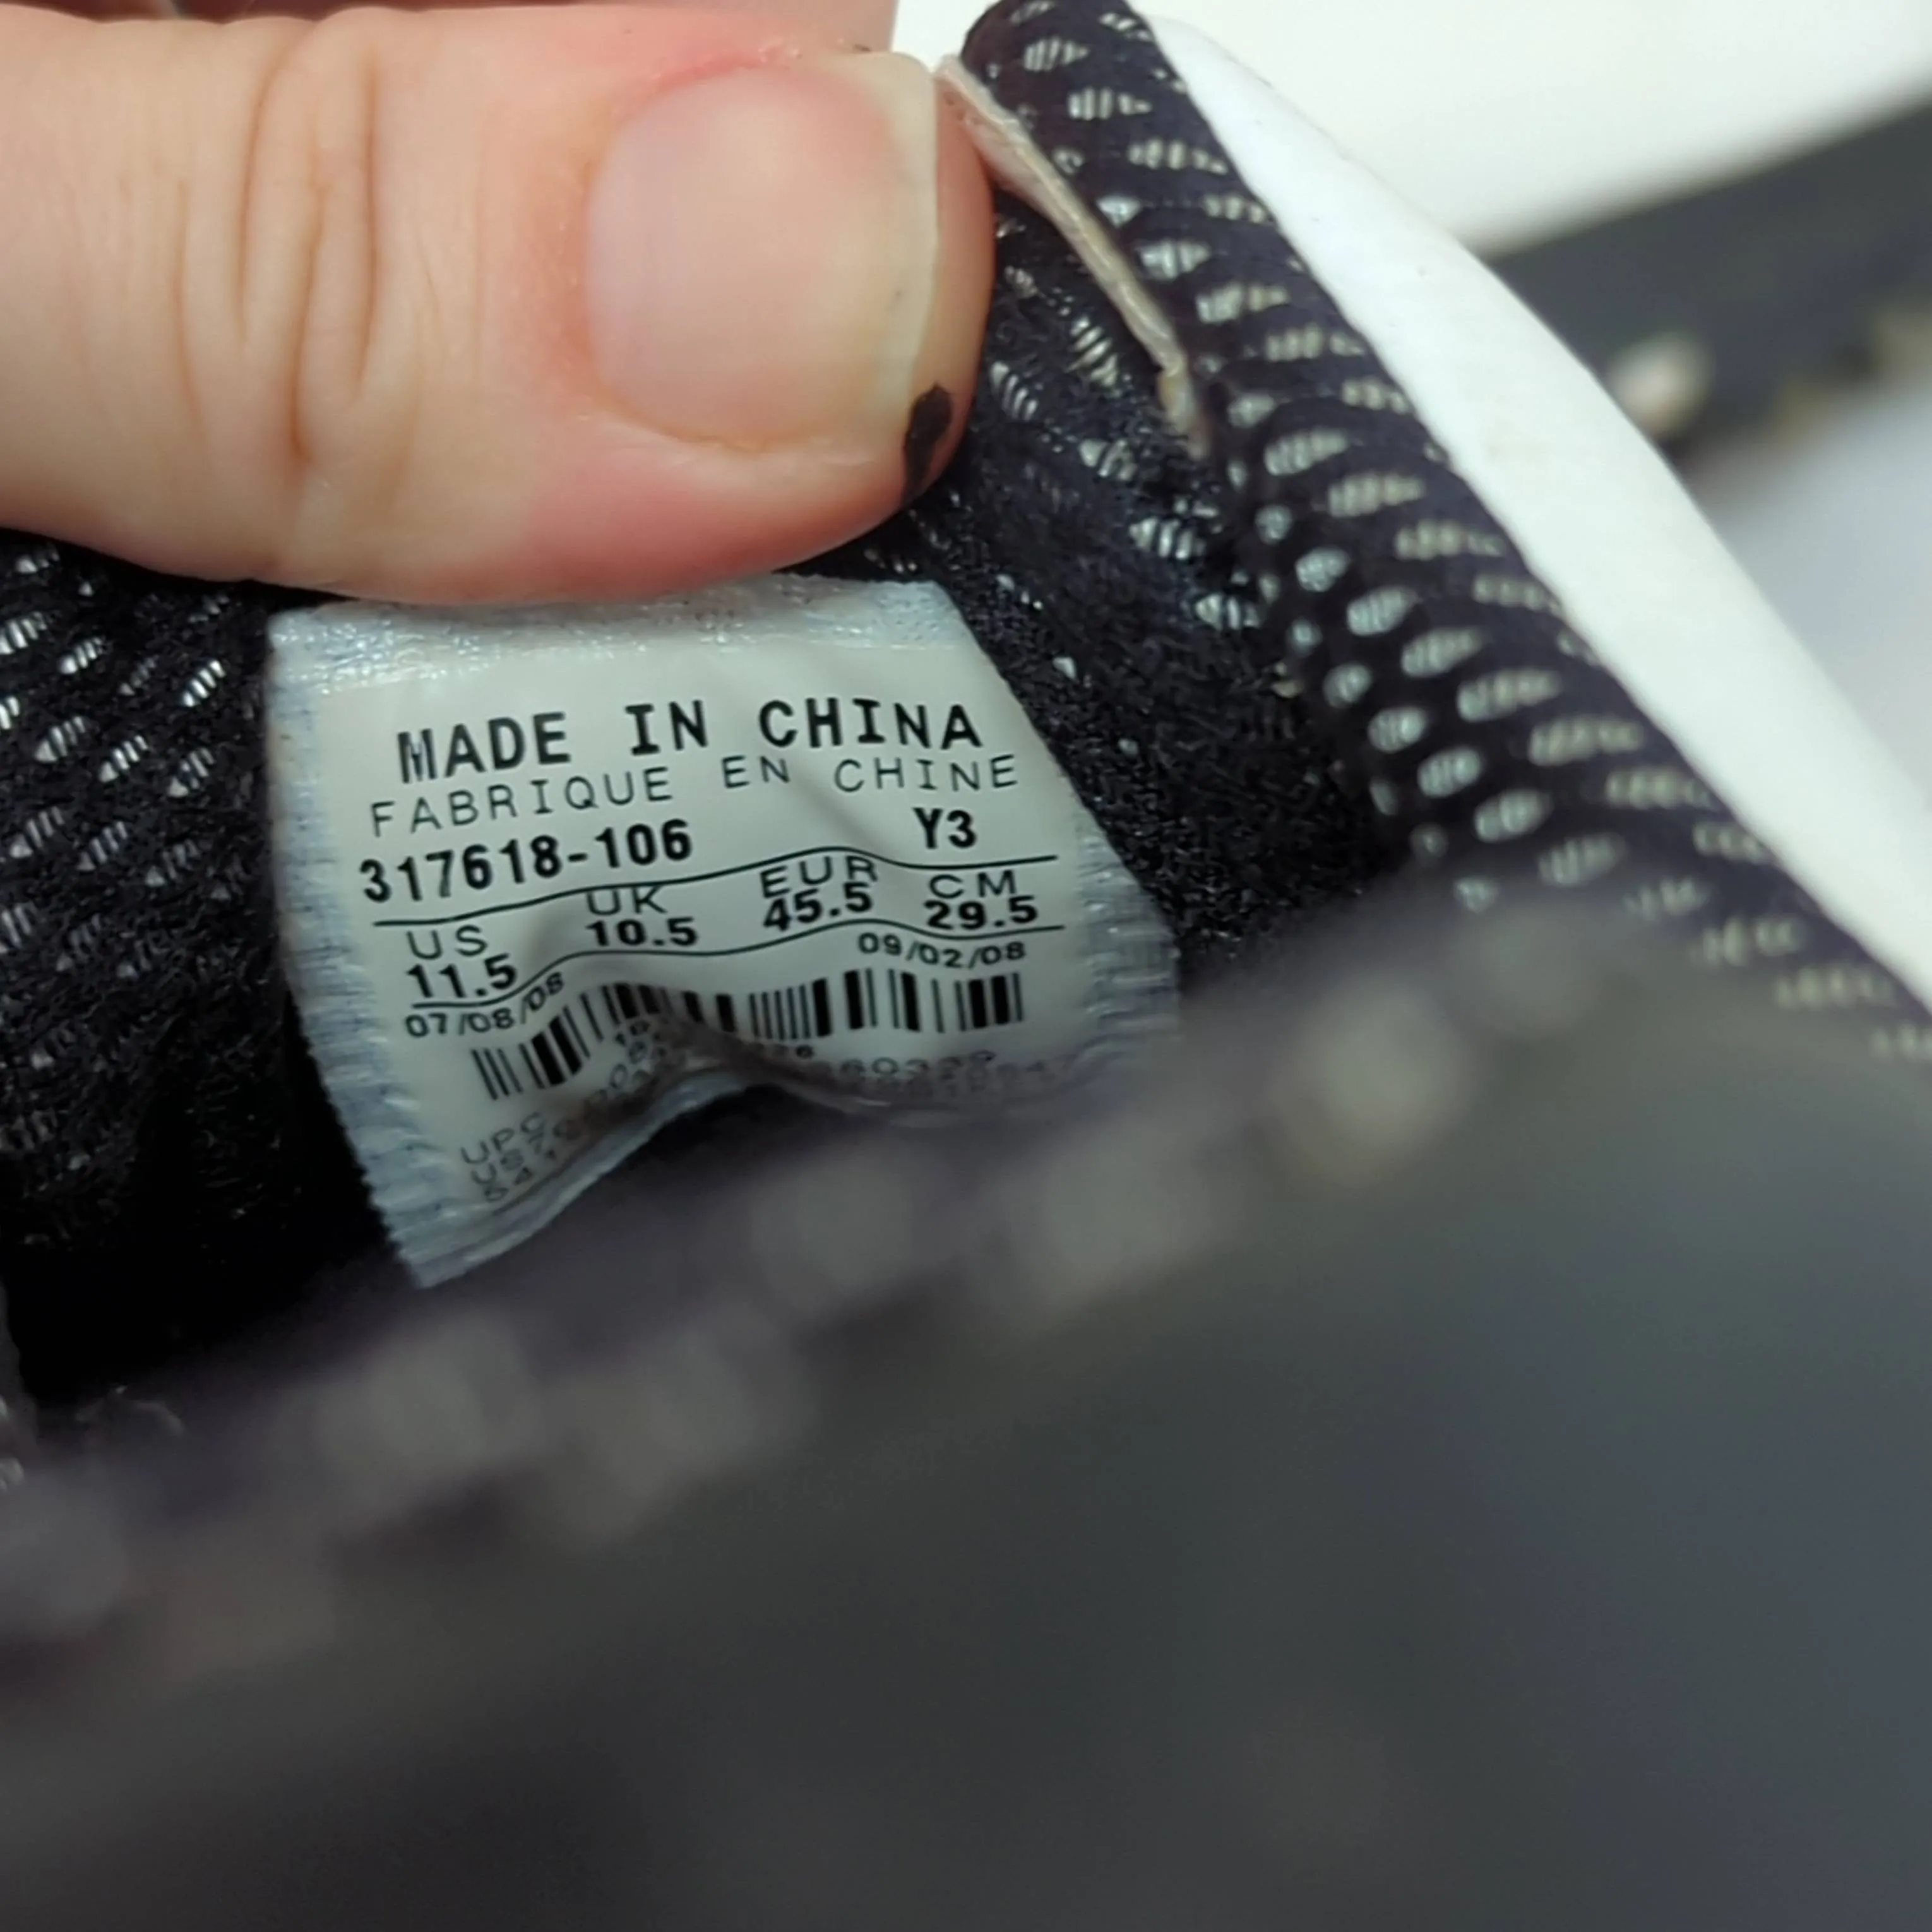 MADE IN CHINA
FABRIQUE EN CHINE
317618-106 Y3
US UK EUR CM
11.5 10.5 45.5 29.5
07/08/08 09/02/08
UPC